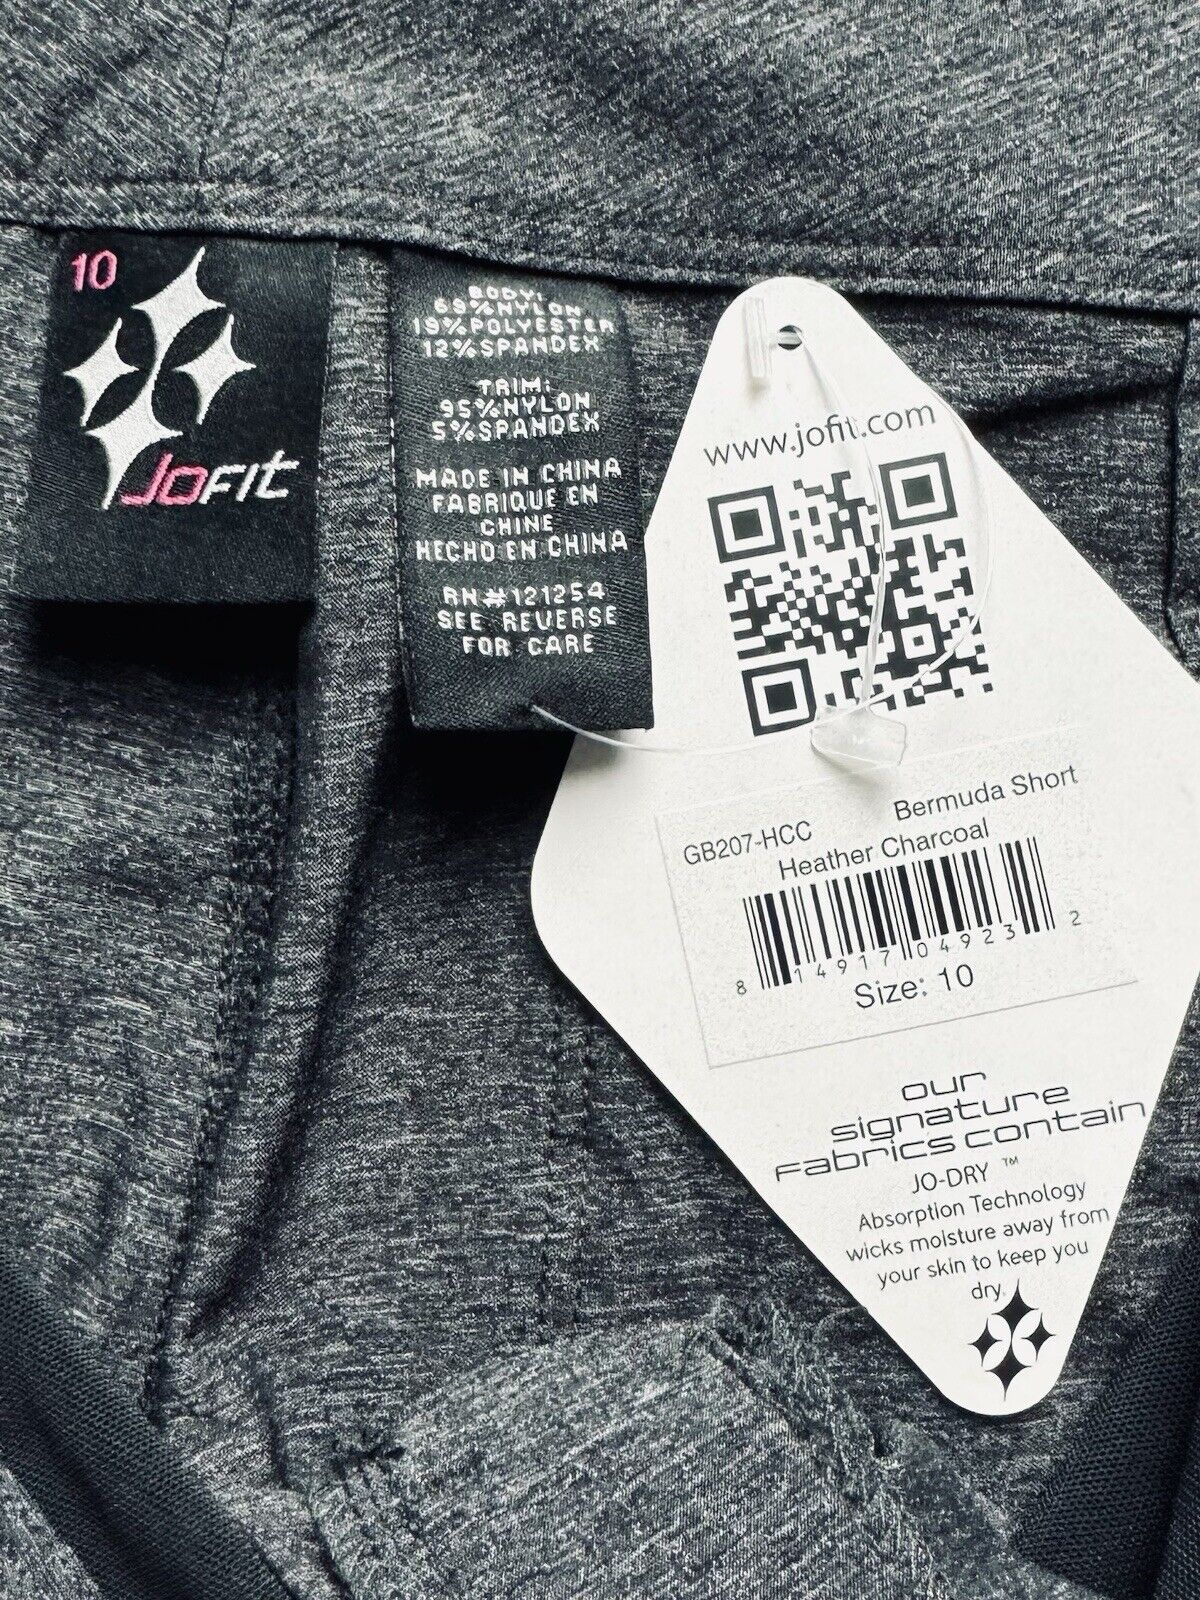 10
JOFIT
BODY:
69%NYLON
19%POLYESTER
12%SPANDEX
TRIM:
95%NYLON
5%SPANDEX
MADE IN CHINA
FABRIQUE EN
CHINE
HECHO EN CHINA
RN#121254
SEE REVERSE
FOR CARE
www.jofit.com
GB207-HCC Bermuda Short
Heather Charcoal
8 14917 04923 2
Size: 10
our
signature
fabrics contain
JO-DRY ™
Absorption Technology
wicks moisture away from
your skin to keep you
dry.